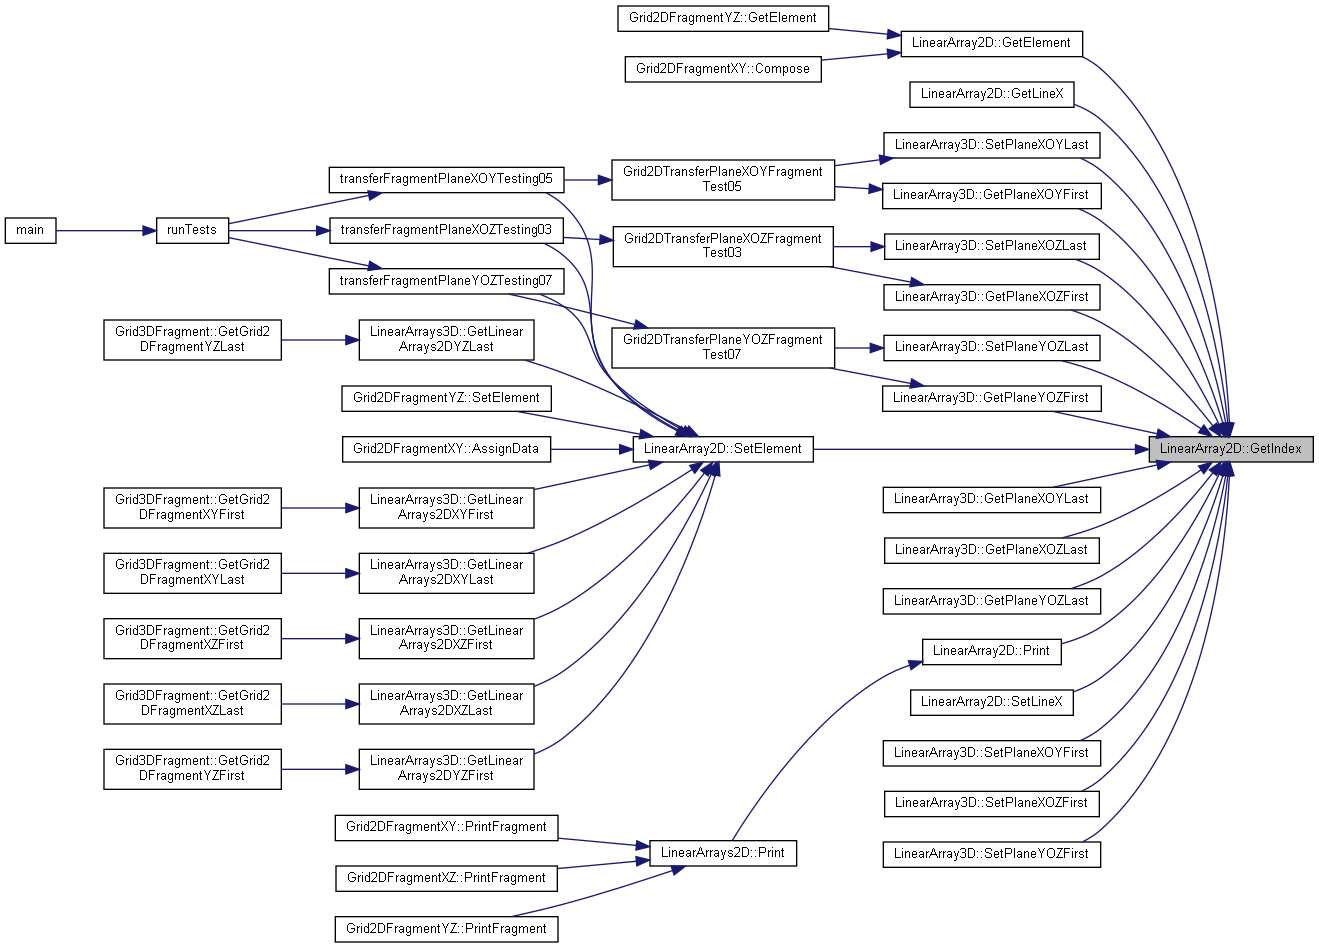 Grid2DFragmentYZ::GetElement
LinearArray2D::GetElement
Grid2DFragmentXY::Compose
LinearArray2D::GetLineX
LinearArray3D::SetPlaneXOYLast
transferFragmentPlaneXOYTesting05
Grid2DTransferPlaneXOYFragment
Test05
LinearArray3D::GetPlaneXOYFirst
main
runTests
transferFragmentPlaneXOZTesting03
Grid2DTransferPlaneXOZFragment
Test03
LinearArray3D::SetPlaneXOZLast
transferFragmentPlaneYOZTesting07
LinearArray3D::GetPlaneXOZFirst
Grid3DFragment::GetGrid2
DFragmentYZLast
LinearArrays3D::GetLinear
Arrays2DYZLast
Grid2DTransferPlaneYOZFragment
Test07
LinearArray3D::SetPlaneYOZLast
Grid2DFragmentYZ::SetElement
LinearArray3D::GetPlaneYOZFirst
Grid2DFragmentXY::AssignData
LinearArray2D::SetElement
LinearArray2D::GetIndex
Grid3DFragment::GetGrid2
DFragmentXYFirst
LinearArrays3D::GetLinear
Arrays2DXYFirst
LinearArray3D::GetPlaneXOYLast
Grid3DFragment::GetGrid2
DFragmentXYLast
LinearArrays3D::GetLinear
Arrays2DXYLast
LinearArray3D::GetPlaneXOZLast
LinearArray3D::GetPlaneYOZLast
Grid3DFragment::GetGrid2
DFragmentXZFirst
LinearArrays3D::GetLinear
Arrays2DXZFirst
LinearArray2D::Print
Grid3DFragment::GetGrid2
DFragmentXZLast
LinearArrays3D::GetLinear
Arrays2DXZLast
LinearArray2D::SetLineX
Grid3DFragment::GetGrid2
DFragmentYZFirst
LinearArrays3D::GetLinear
Arrays2DYZFirst
LinearArray3D::SetPlaneXOYFirst
LinearArray3D::SetPlaneXOZFirst
Grid2DFragmentXY::PrintFragment
LinearArrays2D::Print
LinearArray3D::SetPlaneYOZFirst
Grid2DFragmentXZ::PrintFragment
Grid2DFragmentYZ::PrintFragment